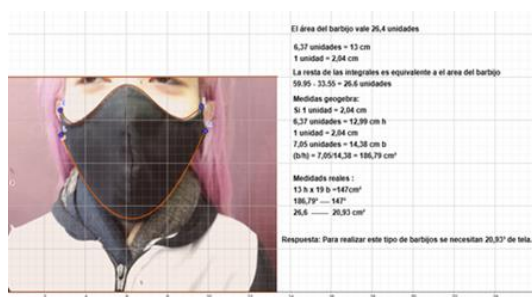 El área del barbijo vale 26,4 unidades
6,37 unidades = 13 cm
1 unidad = 2,04 cm
La resta de las integrales es equivalente a el area del barbijo
59.95 - 33.55 = 26.6 unidades
Medidas geogebra:
Si 1 unidad = 2,04 cm
6,37 unidades = 12,99 cm h
1 unidad = 2,04 cm
7,05 unidades = 14,38 cm b
(b/h) = 7,05/14,38 = 186,79 cm²
Medidads reales :
13 h x 19 b =147cm²
186,79² ---- 147²
26,6 ------ 20,93 cm²
Respuesta: Para realizar este tipo de barbijos se necesitan 20,93² de tela.